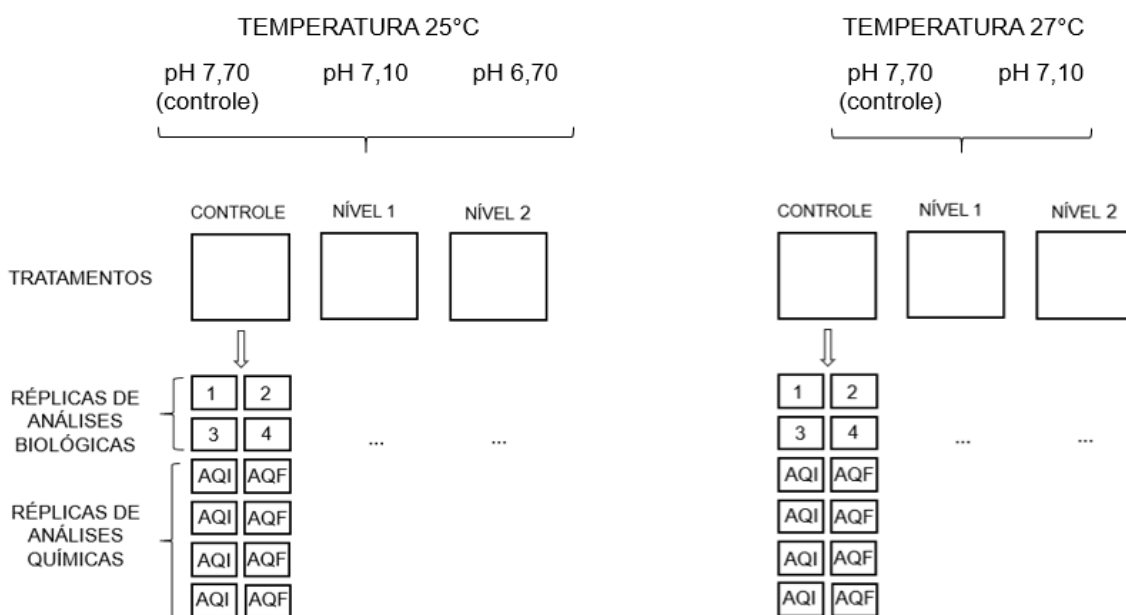 TEMPERATURA 25°C
TEMPERATURA 27°C
pH 7,70
(controle)
pH 7,10
pH 6,70
pH 7,70
(controle)
pH 7,10
CONTROLE
NÍVEL 1
NÍVEL 2
CONTROLE
NÍVEL 1
NÍVEL 2
TRATAMENTOS
RÉPLICAS DE
ANÁLISES
BIOLÓGICAS
1 2
3 4
... ...
1 2
3 4
... ...
RÉPLICAS DE
ANÁLISES
QUÍMICAS
AQI AQF
AQI AQF
AQI AQF
AQI AQF
AQI AQF
AQI AQF
AQI AQF
AQI AQF